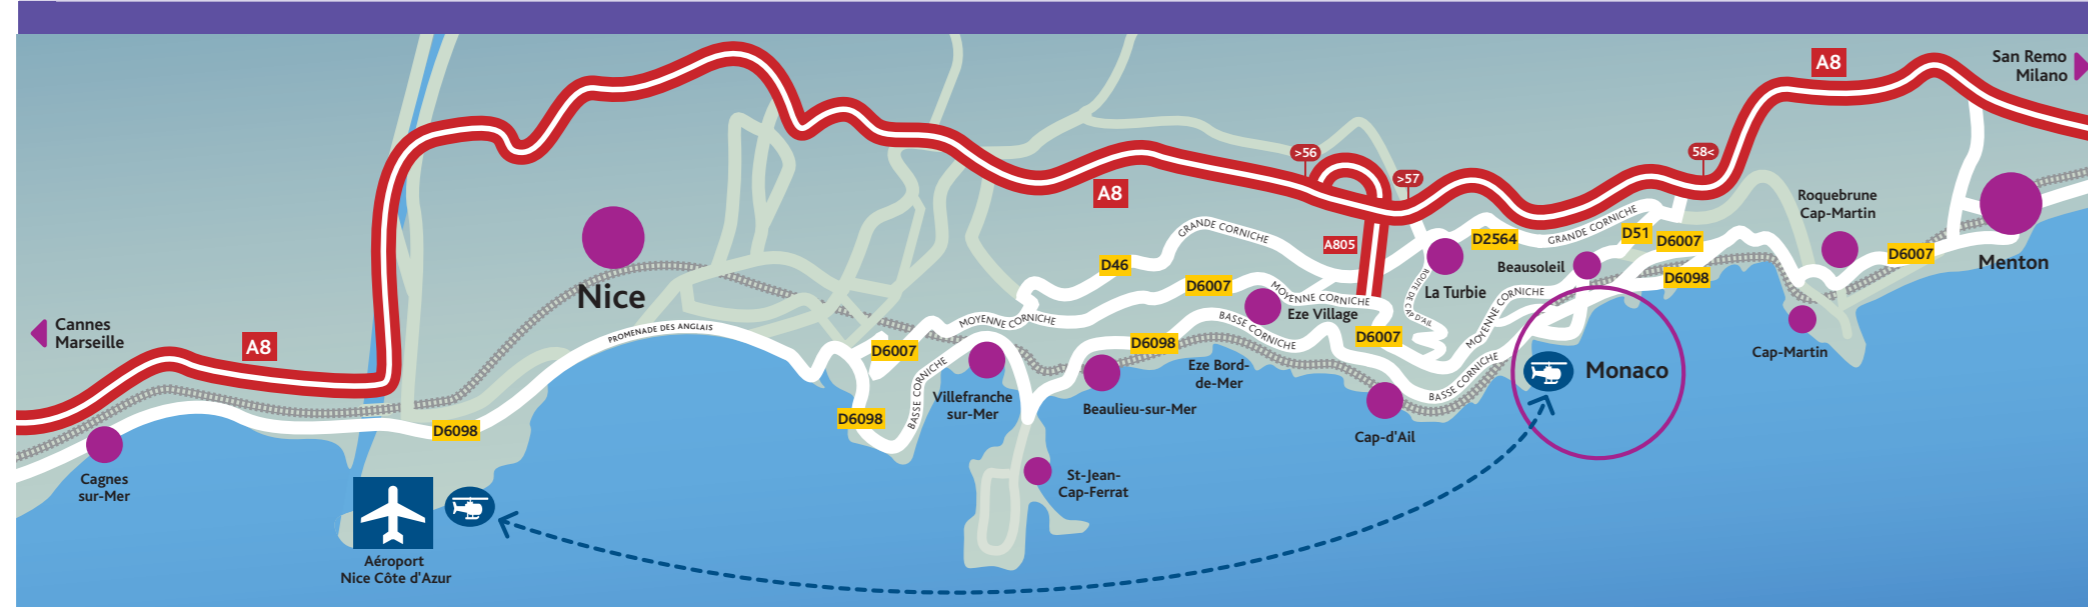 A8
San Remo
Milano
>56
58<
>57
A8
Roquebrune
Cap-Martin
GRANDE CORNICHE
GRANDE CORNICHE
A805
D2564
D51
D6007
D6007
D46
Beausoleil
Menton
D6007
MOYENNE CORNICHE
ROUTE DE CAP D'AIL
La Turbie
MOYENNE CORNICHE
D6098
Nice
Eze Village
PROMENADE DES ANGLAIS
MOYENNE CORNICHE
BASSE CORNICHE
D6007
Cannes
Marseille
A8
D6007
D6098
Cap-Martin
Eze Bord-
de-Mer
BASSE CORNICHE
Monaco
BASSE CORNICHE
Villefranche
sur-Mer
Beaulieu-sur-Mer
D6098
D6098
Cap-d'Ail
Cagnes
sur-Mer
St-Jean-
Cap-Ferrat
Aéroport
Nice Côte d'Azur